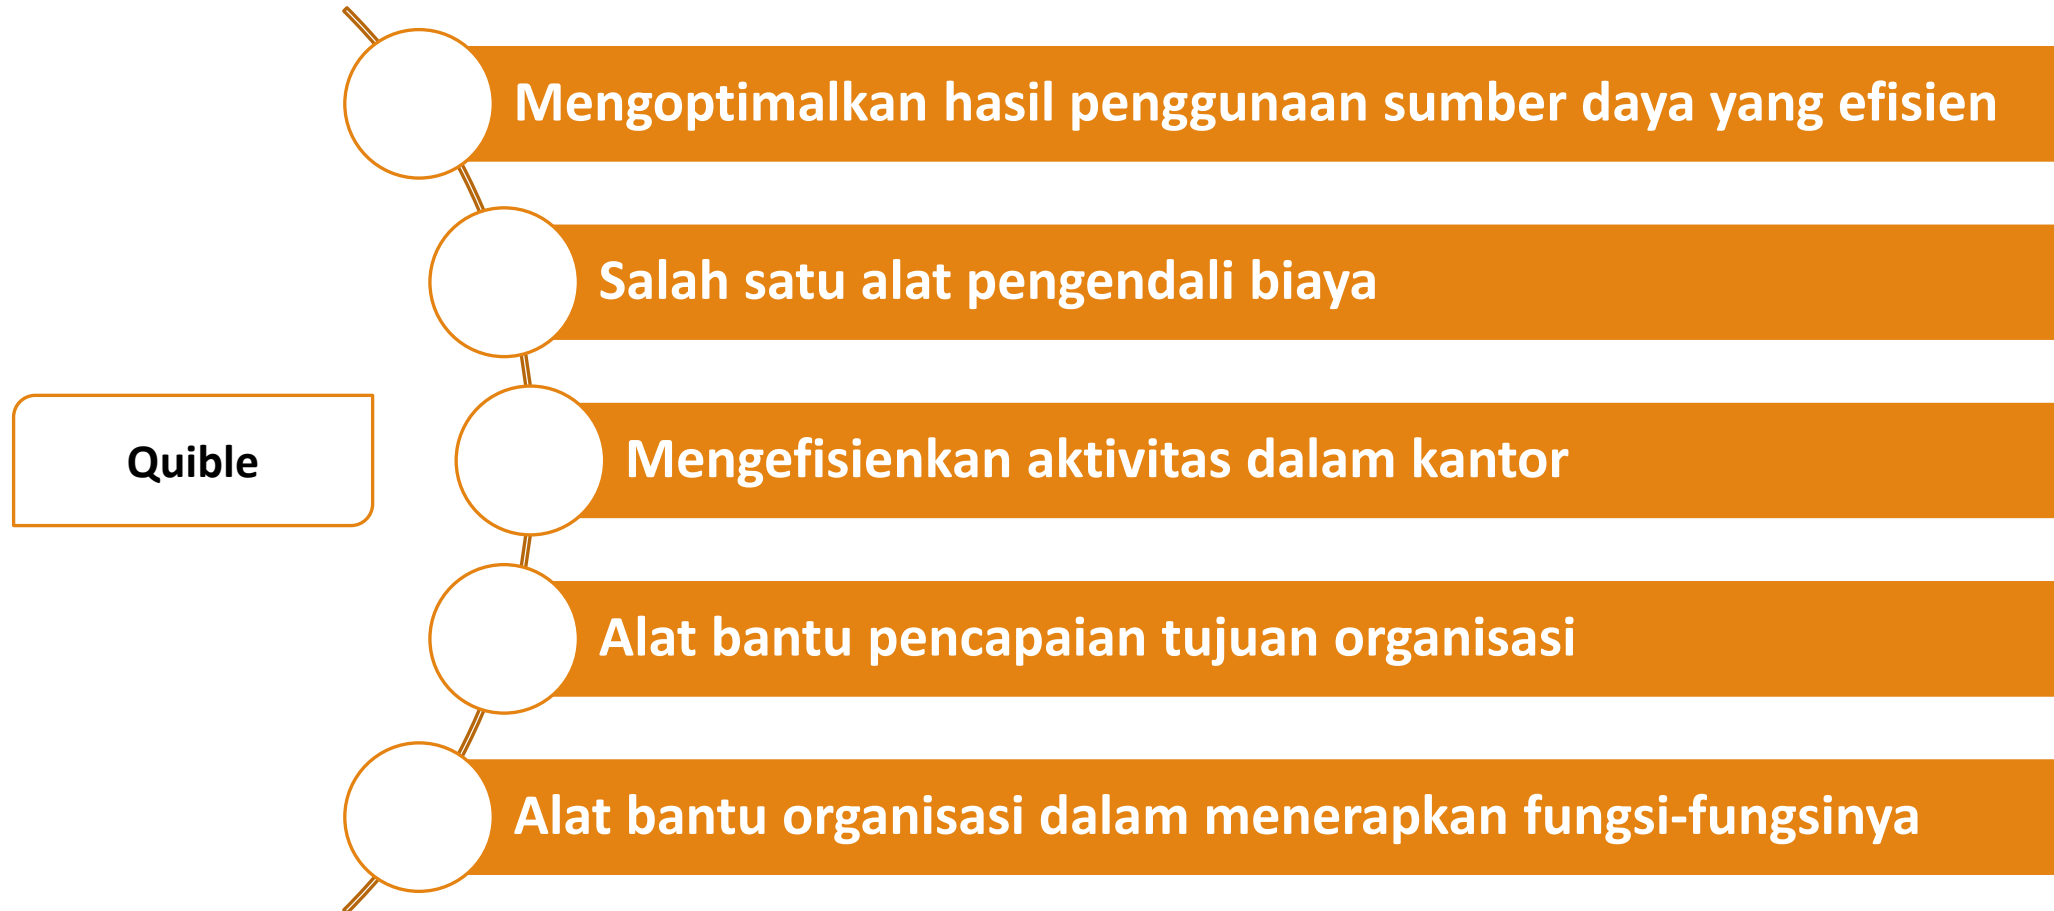 Quible
Mengoptimalkan hasil penggunaan sumber daya yang efisien
Salah satu alat pengendali biaya
Mengefisienkan aktivitas dalam kantor
Alat bantu pencapaian tujuan organisasi
Alat bantu organisasi dalam menerapkan fungsi-fungsinya